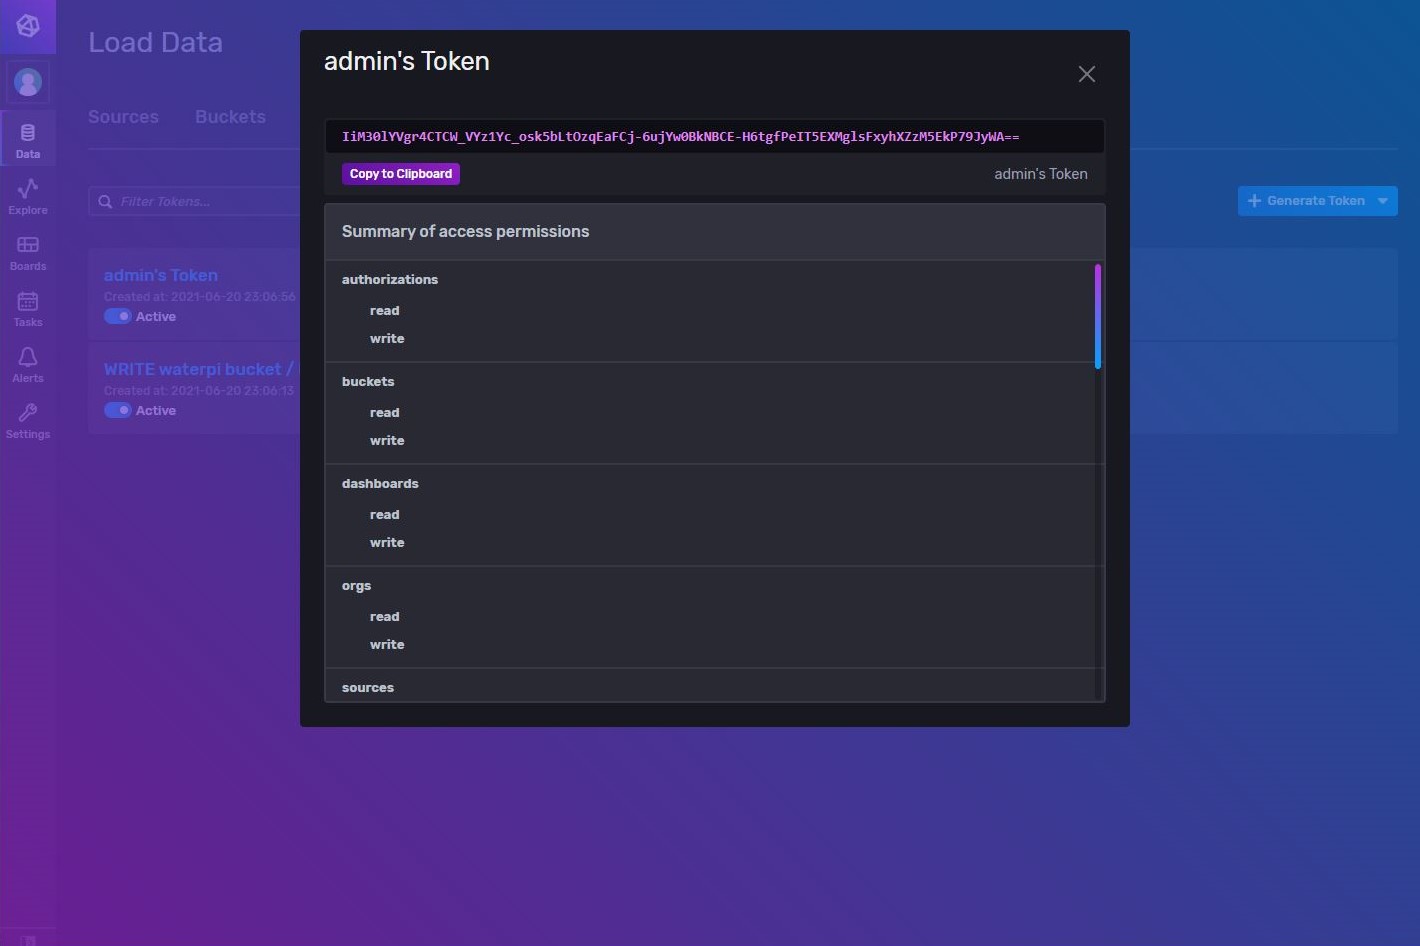 Load Data
Sources
Buckets
Filter Tokens...
Generate Token
admin's Token
Created at: 2021-06-20 23:06:56
Active
WRITE waterpi bucket /
Created at: 2021-06-20 23:06:13
Active
Data
Explore
Boards
Tasks
Alerts
Settings
admin's Token
IiM30lYVgr4CTCW_VYz1Yc_osk5bLtOzqEaFCj-6ujYw0BkNBCE-H6tgfPeIT5EXMglsFxyhXZzM5EkP79JyWA==
Copy to Clipboard
admin's Token
Summary of access permissions
authorizations
read
write
buckets
read
write
dashboards
read
write
orgs
read
write
sources